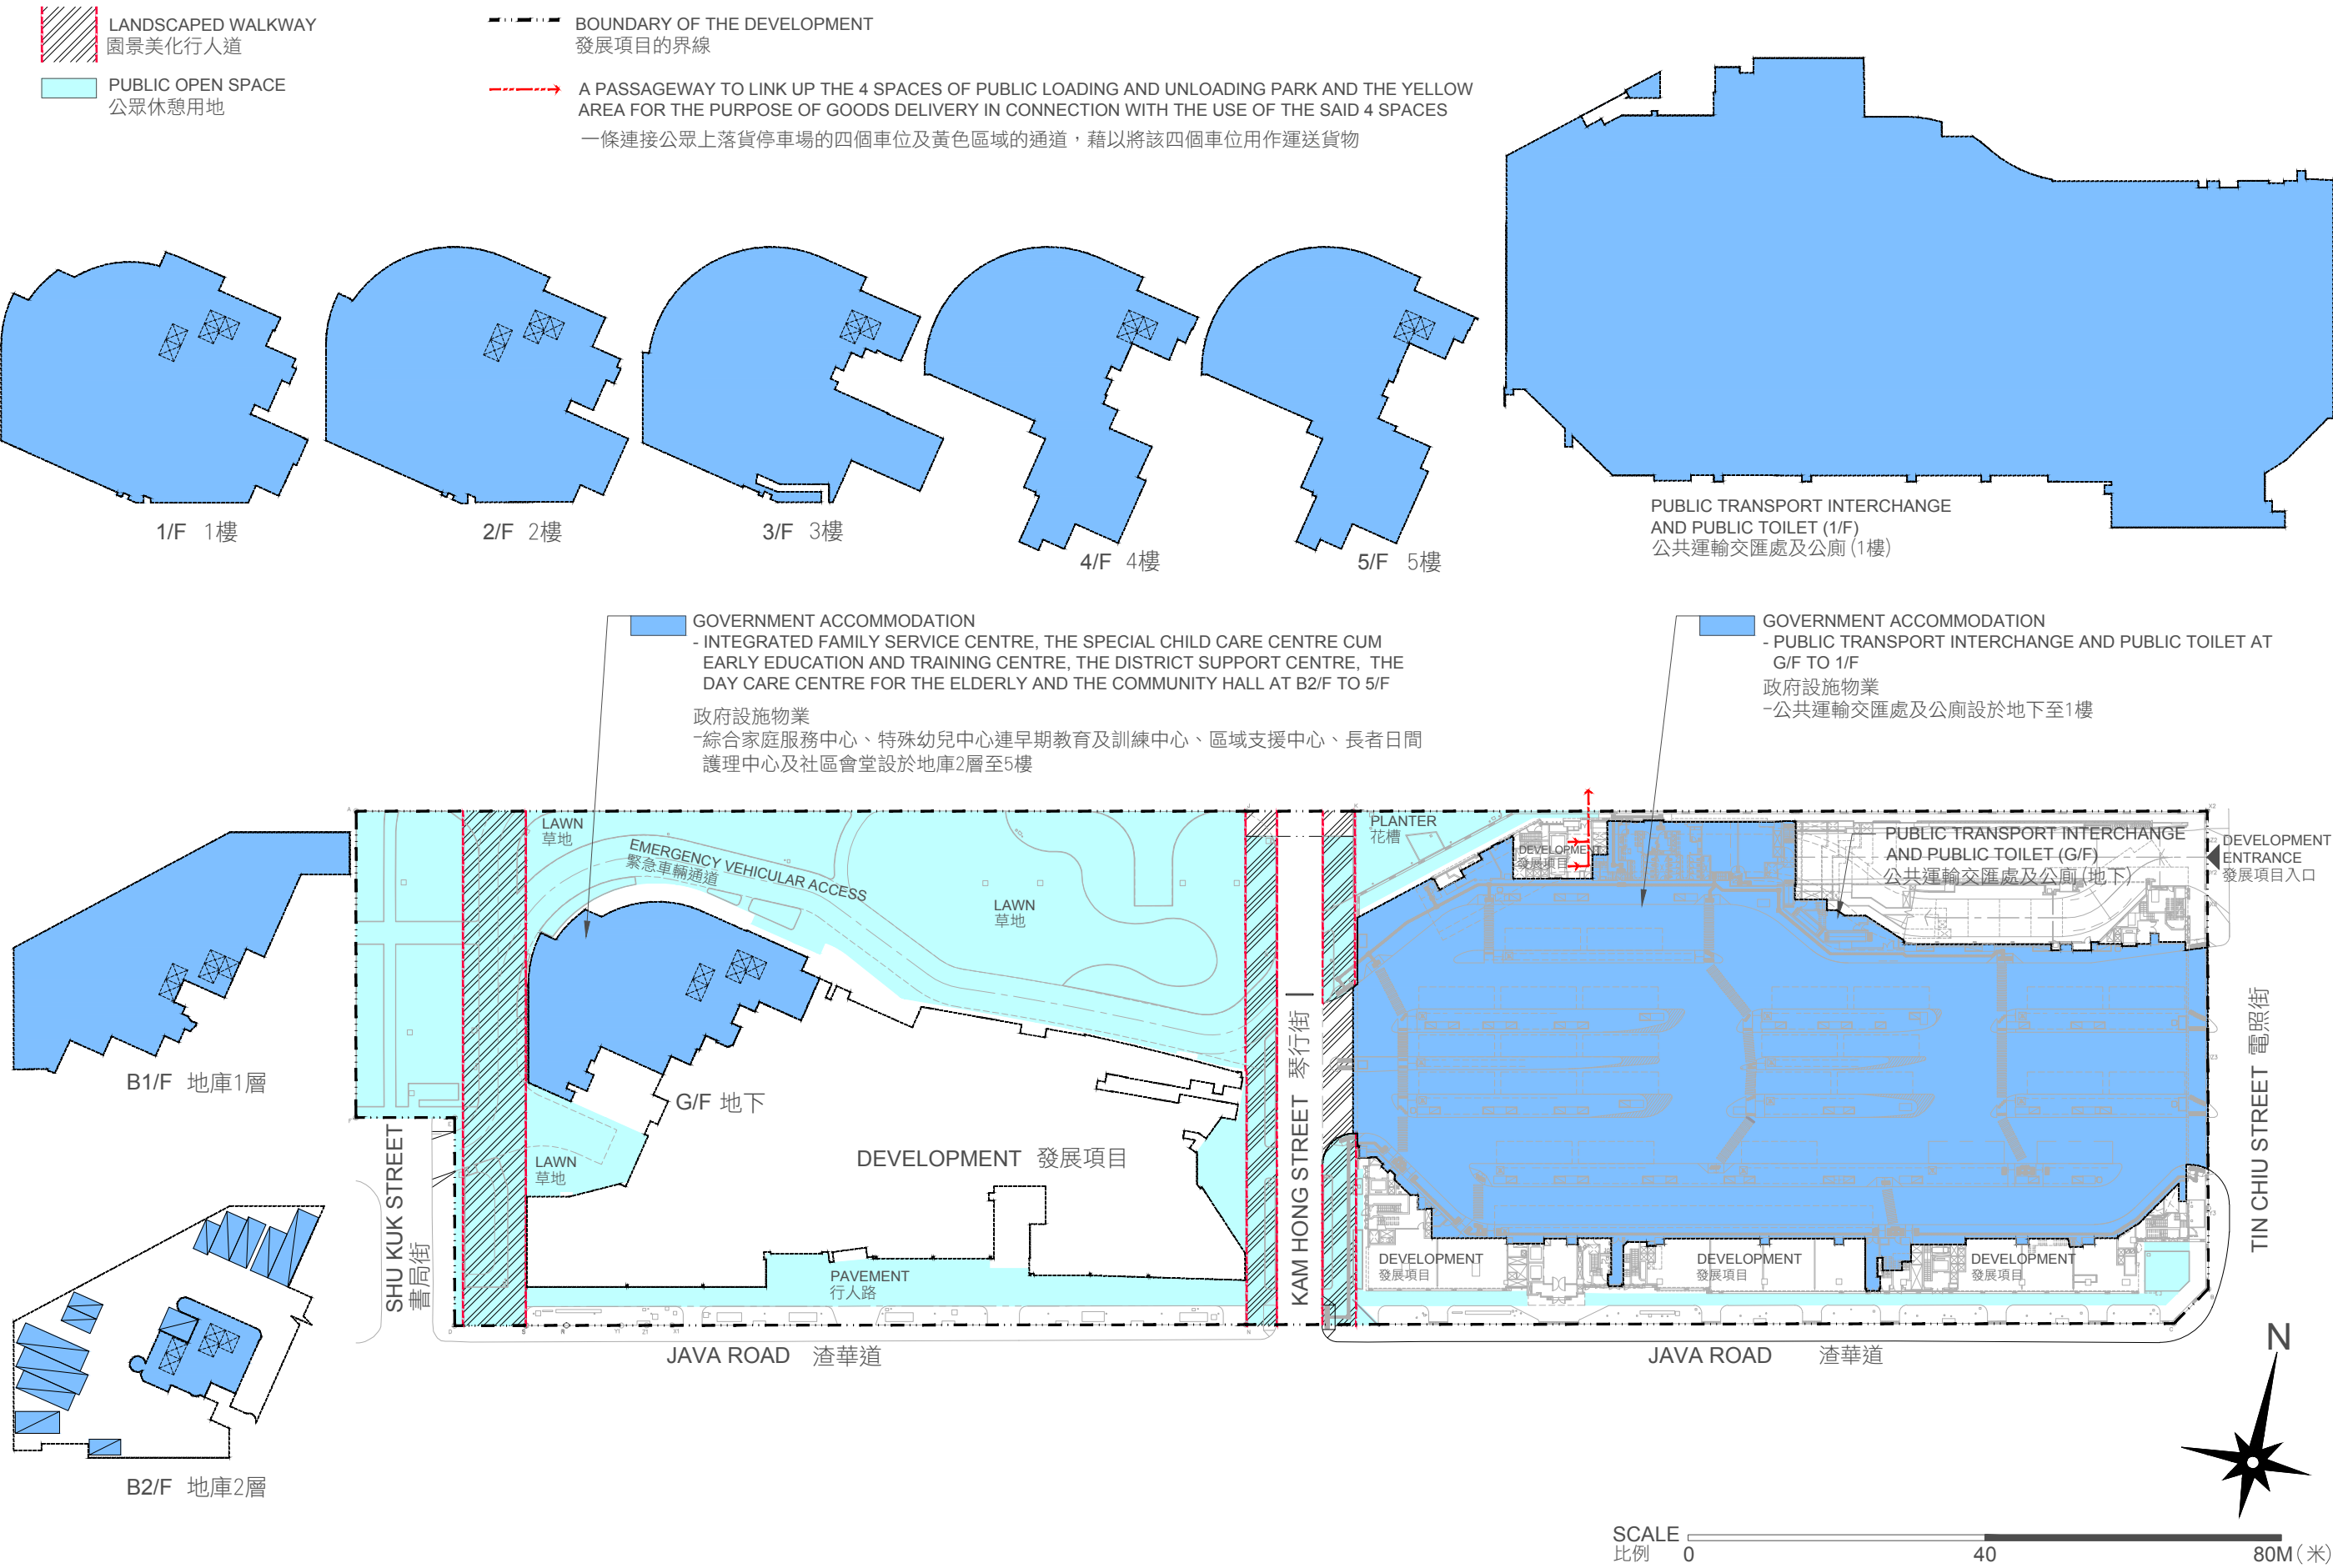 LANDSCAPED WALKWAY
園景美化行人道
PUBLIC OPEN SPACE
公眾休憩用地
BOUNDARY OF THE DEVELOPMENT
發展項目的界線
A PASSAGEWAY TO LINK UP THE 4 SPACES OF PUBLIC LOADING AND UNLOADING PARK AND THE YELLOW
AREA FOR THE PURPOSE OF GOODS DELIVERY IN CONNECTION WITH THE USE OF THE SAID 4 SPACES
一條連接公眾上落貨停車場的四個車位及黃色區域的通道，藉以將該四個車位用作運送貨物
1/F 1樓
2/F 2樓
3/F 3樓
4/F 4樓
5/F 5樓
PUBLIC TRANSPORT INTERCHANGE
AND PUBLIC TOILET (1/F)
公共運輸交匯處及公廁(1樓)
GOVERNMENT ACCOMMODATION
- INTEGRATED FAMILY SERVICE CENTRE, THE SPECIAL CHILD CARE CENTRE CUM
EARLY EDUCATION AND TRAINING CENTRE, THE DISTRICT SUPPORT CENTRE, THE
DAY CARE CENTRE FOR THE ELDERLY AND THE COMMUNITY HALL AT B2/F TO 5/F
政府設施物業
-綜合家庭服務中心、特殊幼兒中心連早期教育及訓練中心、區域支援中心、長者日間
護理中心及社區會堂設於地庫2層至5樓
GOVERNMENT ACCOMMODATION
- PUBLIC TRANSPORT INTERCHANGE AND PUBLIC TOILET AT
G/F TO 1/F
政府設施物業
-公共運輸交匯處及公廁設於地下至1樓
LAWN
草地
EMERGENCY VEHICULAR ACCESS
緊急車輛通道
LAWN
草地
PLANTER
花槽
DEVELOPMENT
發展項目
PUBLIC TRANSPORT INTERCHANGE
AND PUBLIC TOILET (G/F)
公共運輸交匯處及公廁(地下)
DEVELOPMENT
ENTRANCE
發展項目入口
B1/F 地庫1層
G/F 地下
LAWN
草地
DEVELOPMENT 發展項目
SHU KUK STREET
書局街
KAM HONG STREET 琴行街
TIN CHIU STREET 電照街
PAVEMENT
行人路
DEVELOPMENT
發展項目
DEVELOPMENT
發展項目
DEVELOPMENT
發展項目
JAVA ROAD 渣華道
JAVA ROAD 渣華道
B2/F 地庫2層
N
SCALE
比例
0
40
80M(米)